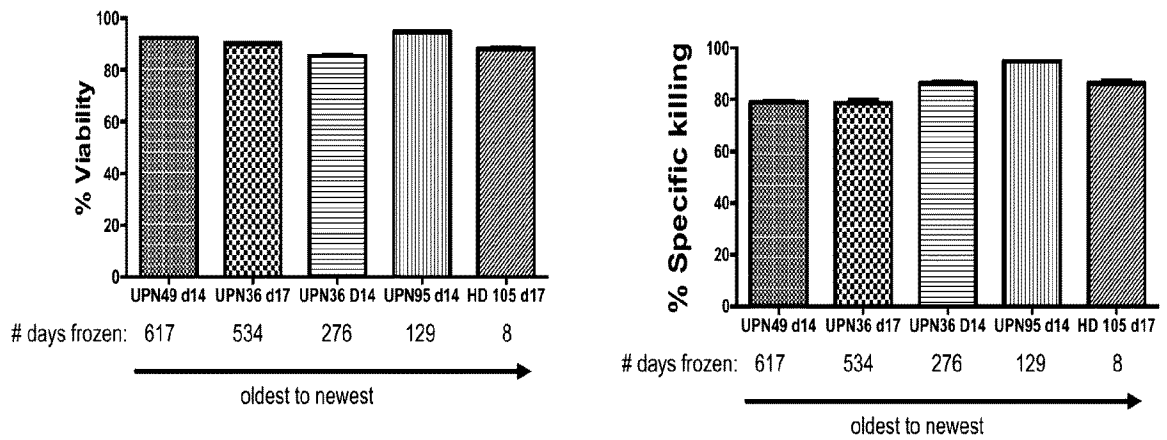 % Viability
100
80
60
40
20
0
UPN49 d14 UPN36 d17 UPN36 D14 UPN95 d14 HD 105 d17
# days frozen: 617 534 276 129 8
oldest to newest
% Specific killing
100
80
60
40
20
0
UPN49 d14 UPN36 d17 UPN36 D14 UPN95 d14 HD 105 d17
# days frozen: 617 534 276 129 8
oldest to newest